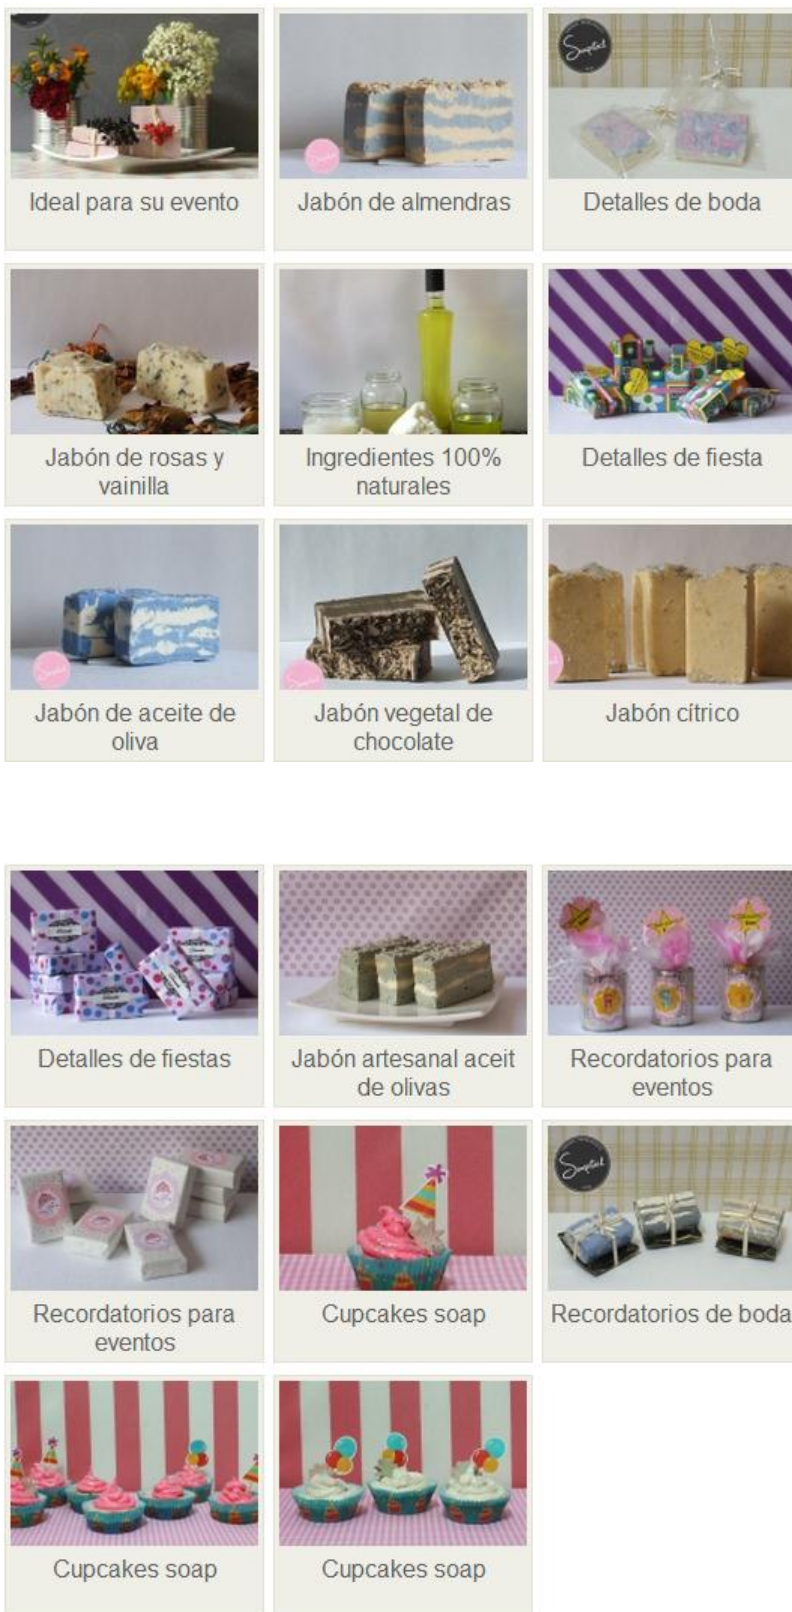 Soaptid
Ideal para su evento
Jabón de almendras
Detalles de boda
Jabón de rosas y
vainilla
Ingredientes 100%
naturales
Detalles de fiesta
Jabón de aceite de
oliva
Jabón vegetal de
chocolate
Jabón cítrico
Detalles de fiestas
Jabón artesanal aceit
de olivas
Recordatorios para
eventos
Recordatorios para
eventos
Cupcakes soap
Recordatorios de boda
Cupcakes soap
Cupcakes soap